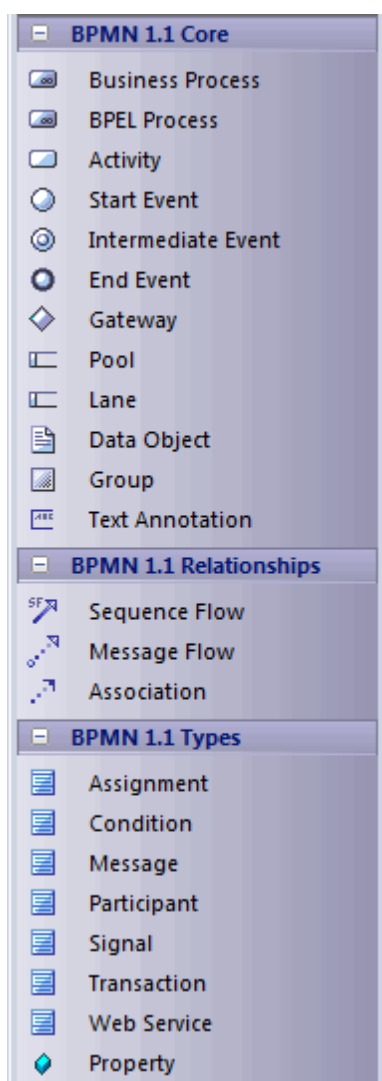 BPMN 1.1 Core
Business Process
BPEL Process
Activity
Start Event
Intermediate Event
End Event
Gateway
Pool
Lane
Data Object
Group
Text Annotation
BPMN 1.1 Relationships
SF Sequence Flow
Message Flow
Association
BPMN 1.1 Types
Assignment
Condition
Message
Participant
Signal
Transaction
Web Service
Property